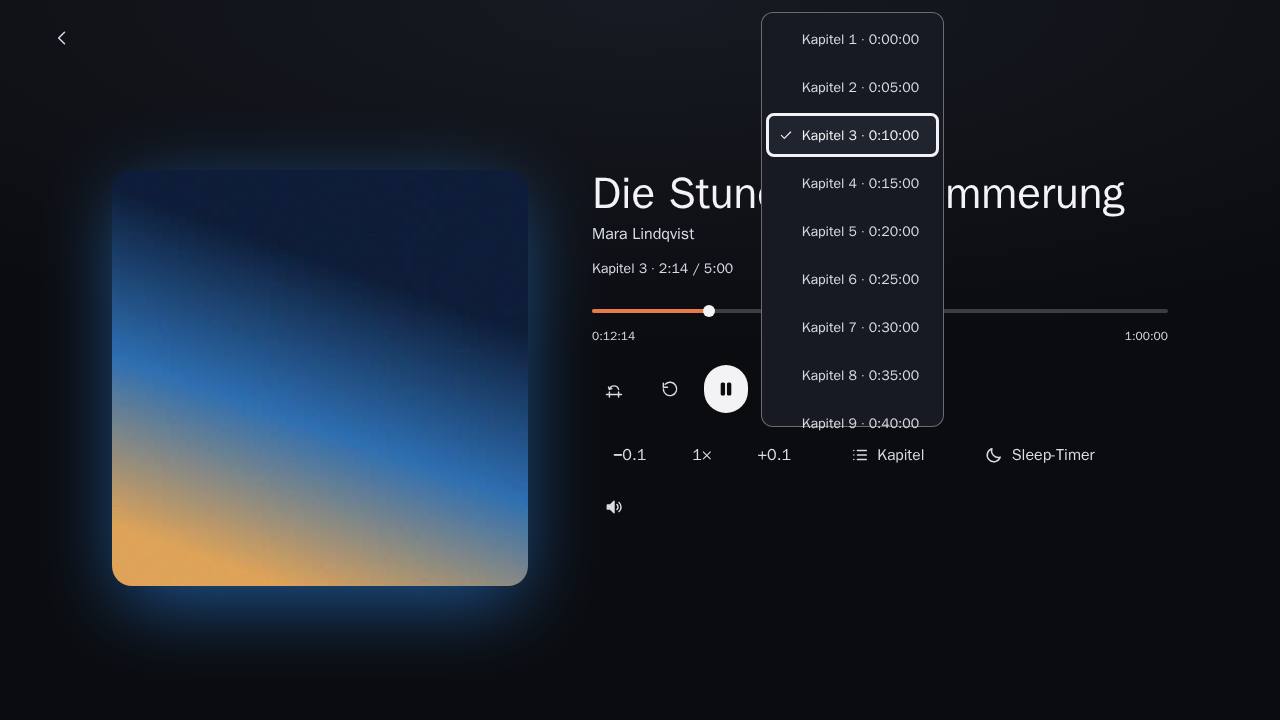 Kapitel 1 · 0:00:00
Kapitel 2 · 0:05:00
Kapitel 3 · 0:10:00
Kapitel 4 · 0:15:00
Kapitel 5 · 0:20:00
Kapitel 6 · 0:25:00
Kapitel 7 · 0:30:00
Kapitel 8 · 0:35:00
Kapitel 9 · 0:40:00
Die
Mara Lindqvist
Kapitel 3 · 2:14 / 5:00
0:12:14 1:00:00
−0.1 1× +0.1 Kapitel Sleep-Timer